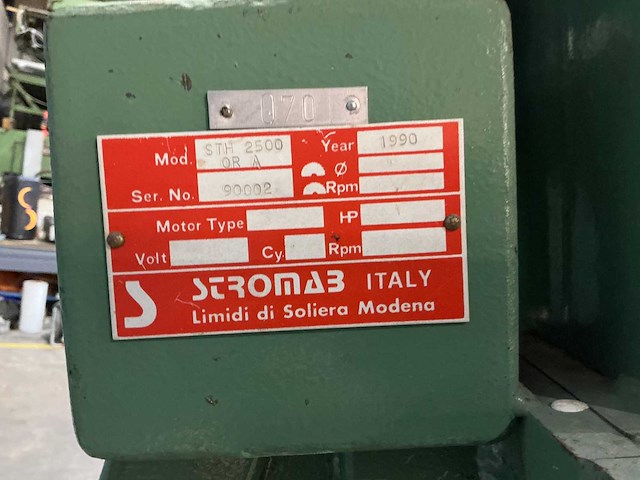 070
Mod. STH 2500 OR A Year 1990
Ø
Ser. No. 90002 Rpm
Motor Type HP
Volt Cy. Rpm
STROMAB ITALY
Limidi di Soliera Modena